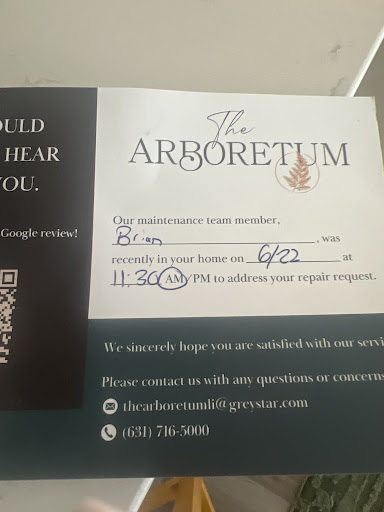 OULD
HEAR
OU.
Google review!
The
ARBORETUM
Our maintenance team member,
Brian, was
recently in your home on 6/22 at
11:30 AM/PM to address your repair request.
We sincerely hope you are satisfied with our servi
Please contact us with any questions or concerns
thearboretumli@greystar.com
(631) 716-5000